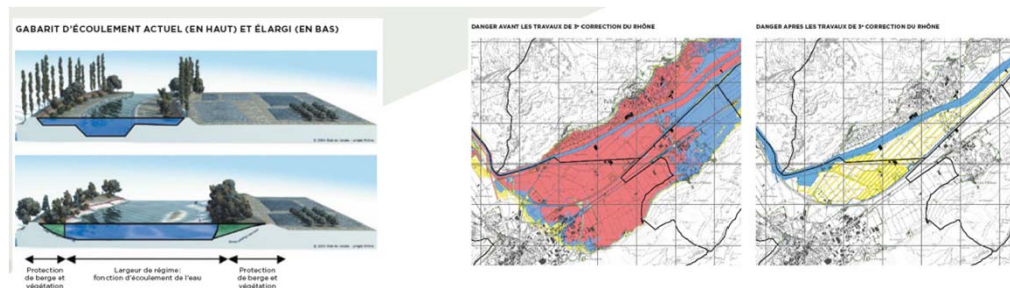 GABARIT D'ÉCOULEMENT ACTUEL (EN HAUT) ET ÉLARGI (EN BAS)
Protection
de berge et
végétation
Largeur de régime:
fonction d'écoulement de l'eau
Protection
de berge et
végétation
DANGER AVANT LES TRAVAUX DE 3e CORRECTION DU RHÔNE
DANGER APRES LES TRAVAUX DE 3e CORRECTION DU RHÔNE